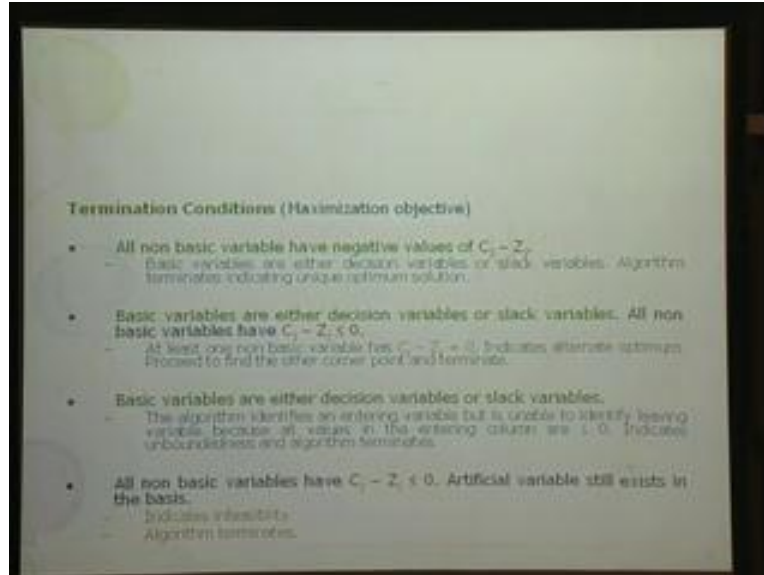 Termination Conditions (Maximization objective)
• All non basic variable have negative values of Cj – Zj.
– Basic variables are either decision variables or slack variables. Algorithm
terminates indicating unique optimum solution.
• Basic variables are either decision variables or slack variables. All non
basic variables have Cj – Zj ≤ 0.
– At least one non basic variable has Cj – Zj = 0. Indicates alternate optimum.
Proceed to find the other corner point and terminate.
• Basic variables are either decision variables or slack variables.
– The algorithm identifies an entering variable but is unable to identify leaving
variable because all values in the entering column are ≤ 0. Indicates
unboundedness and algorithm terminates.
• All non basic variables have Cj – Zj ≤ 0. Artificial variable still exists in
the basis.
– Indicates infeasibility
– Algorithm terminates.